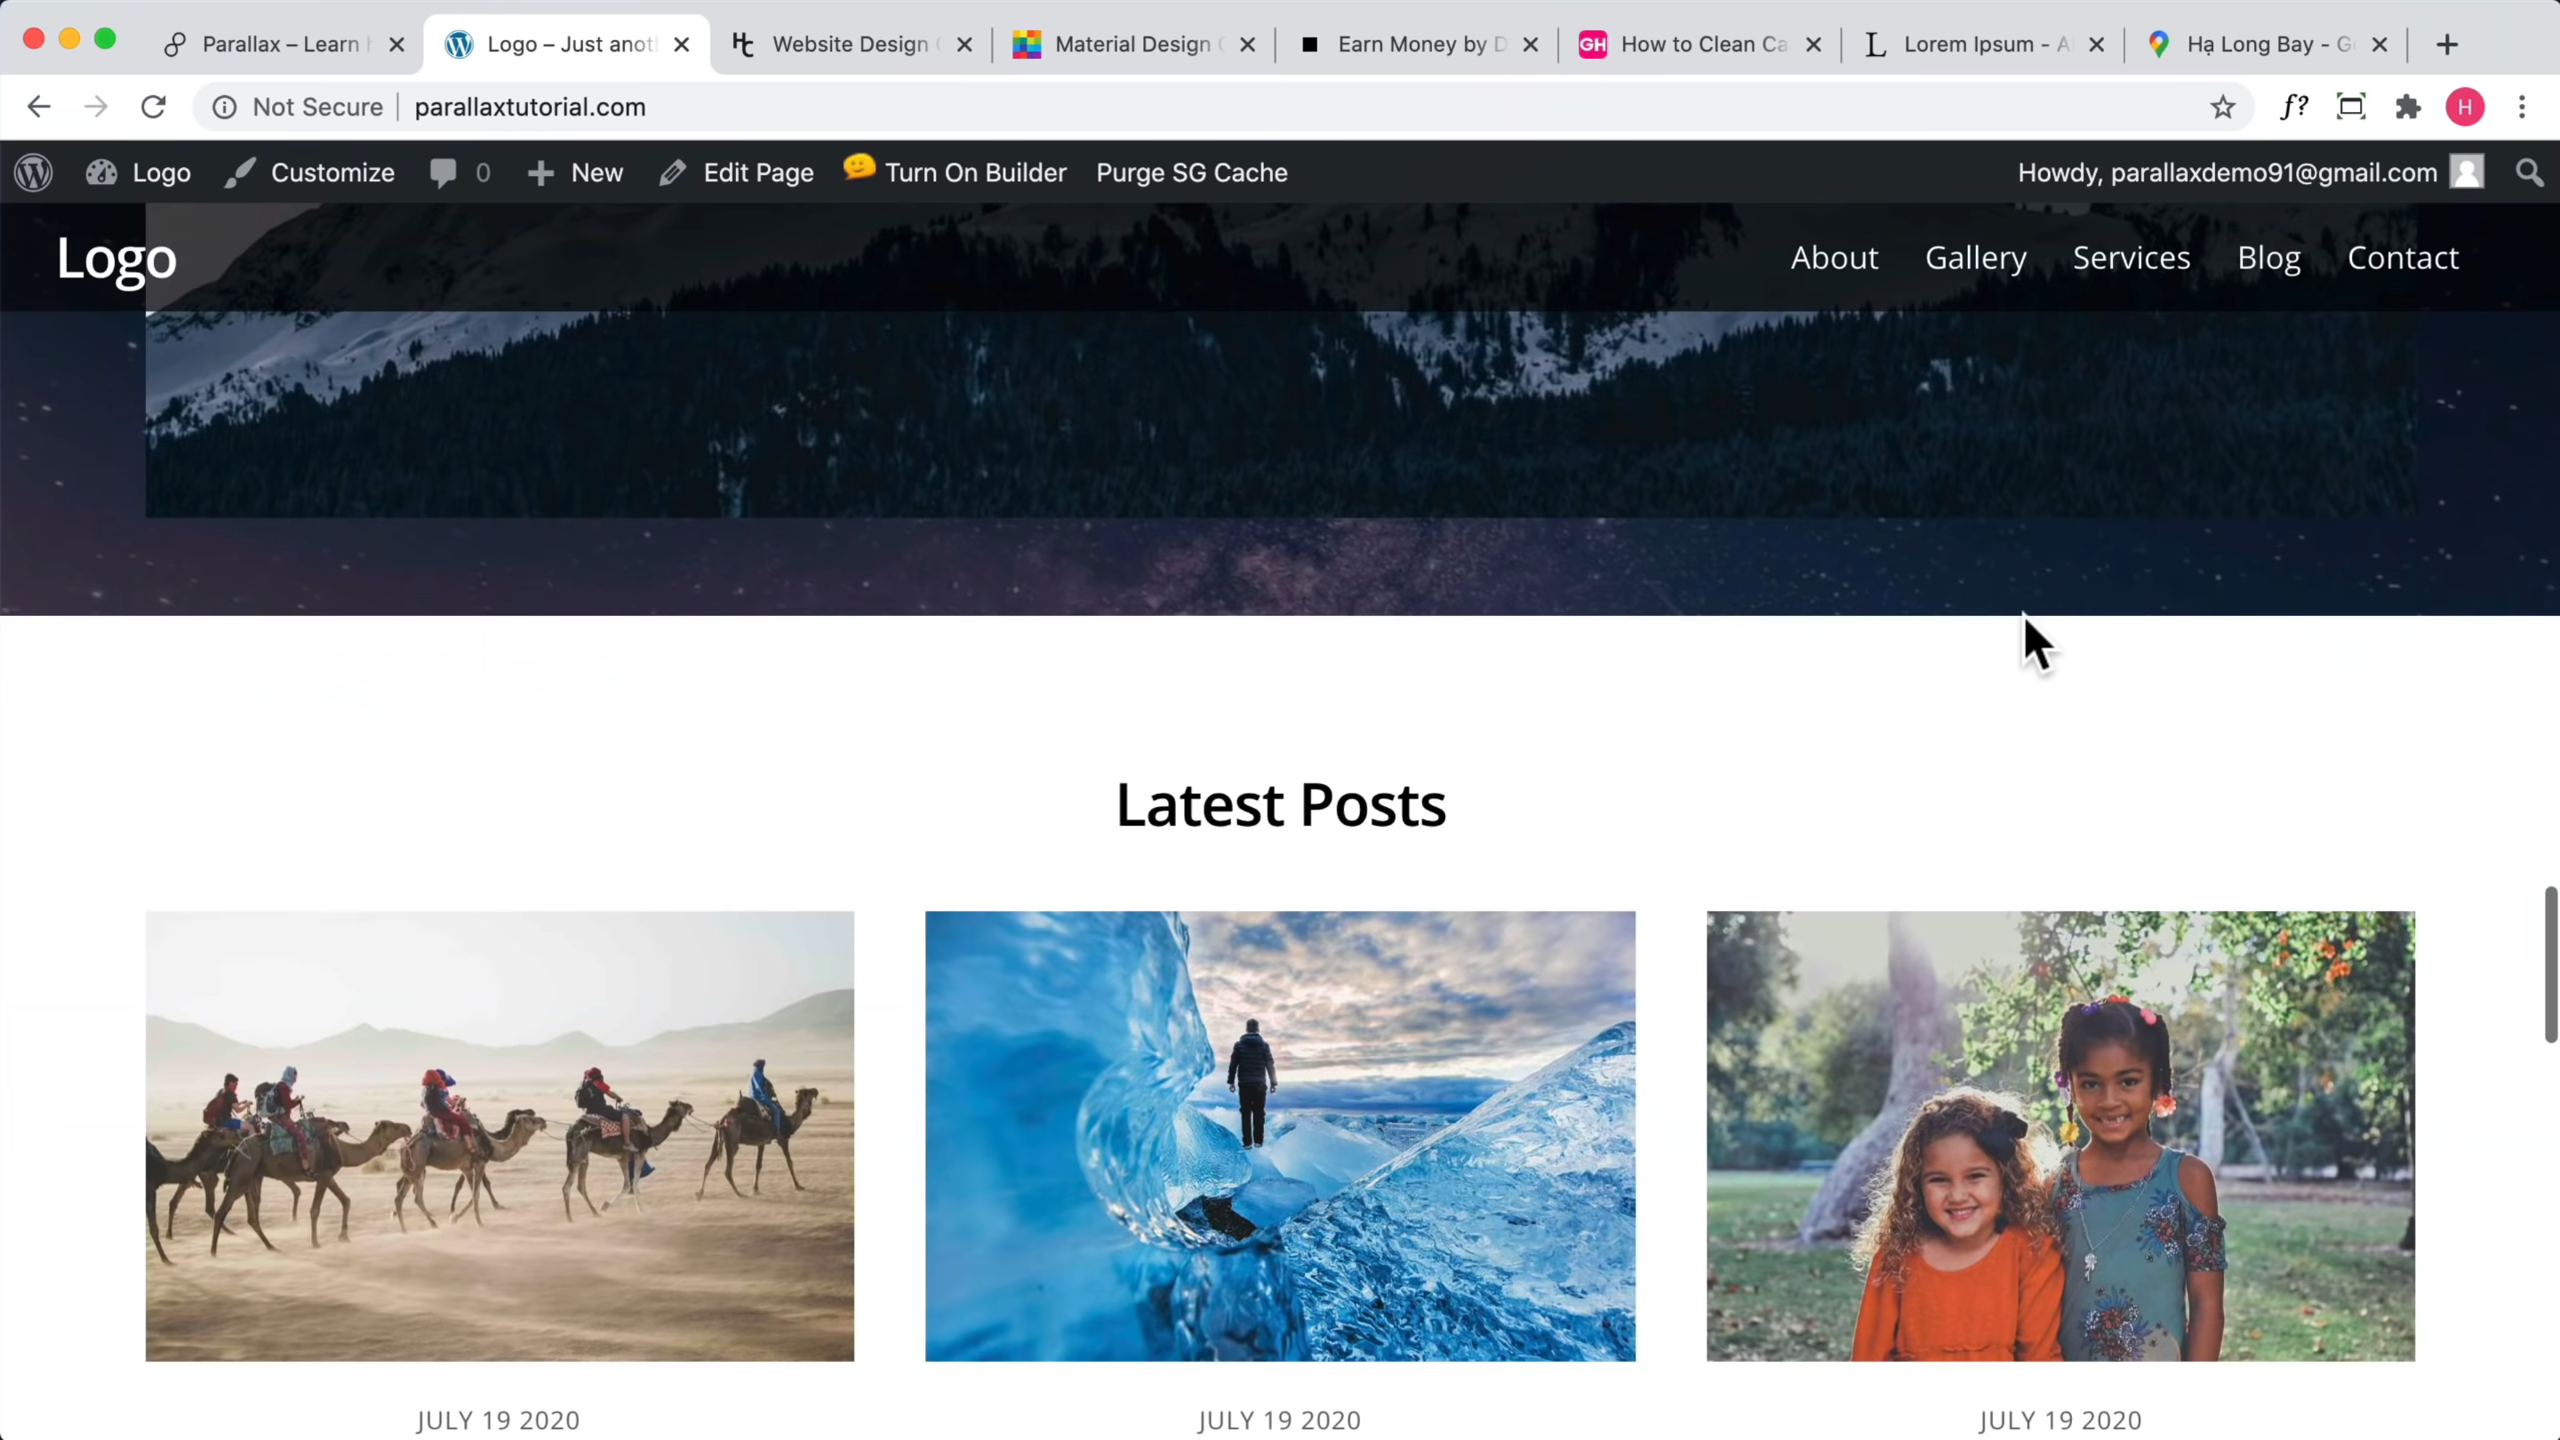 Parallax – Learn
Logo – Just anot
Website Design
Material Design
Earn Money by D
GH
How to Clean Ca
L
Lorem Ipsum - A
Hạ Long Bay - G
Not Secure
parallaxtutorial.com
f?
H
Logo
Customize
0
New
Edit Page
Turn On Builder
Purge SG Cache
Howdy, parallaxdemo91@gmail.com
Logo
About
Gallery
Services
Blog
Contact
Latest Posts
JULY 19 2020
JULY 19 2020
JULY 19 2020